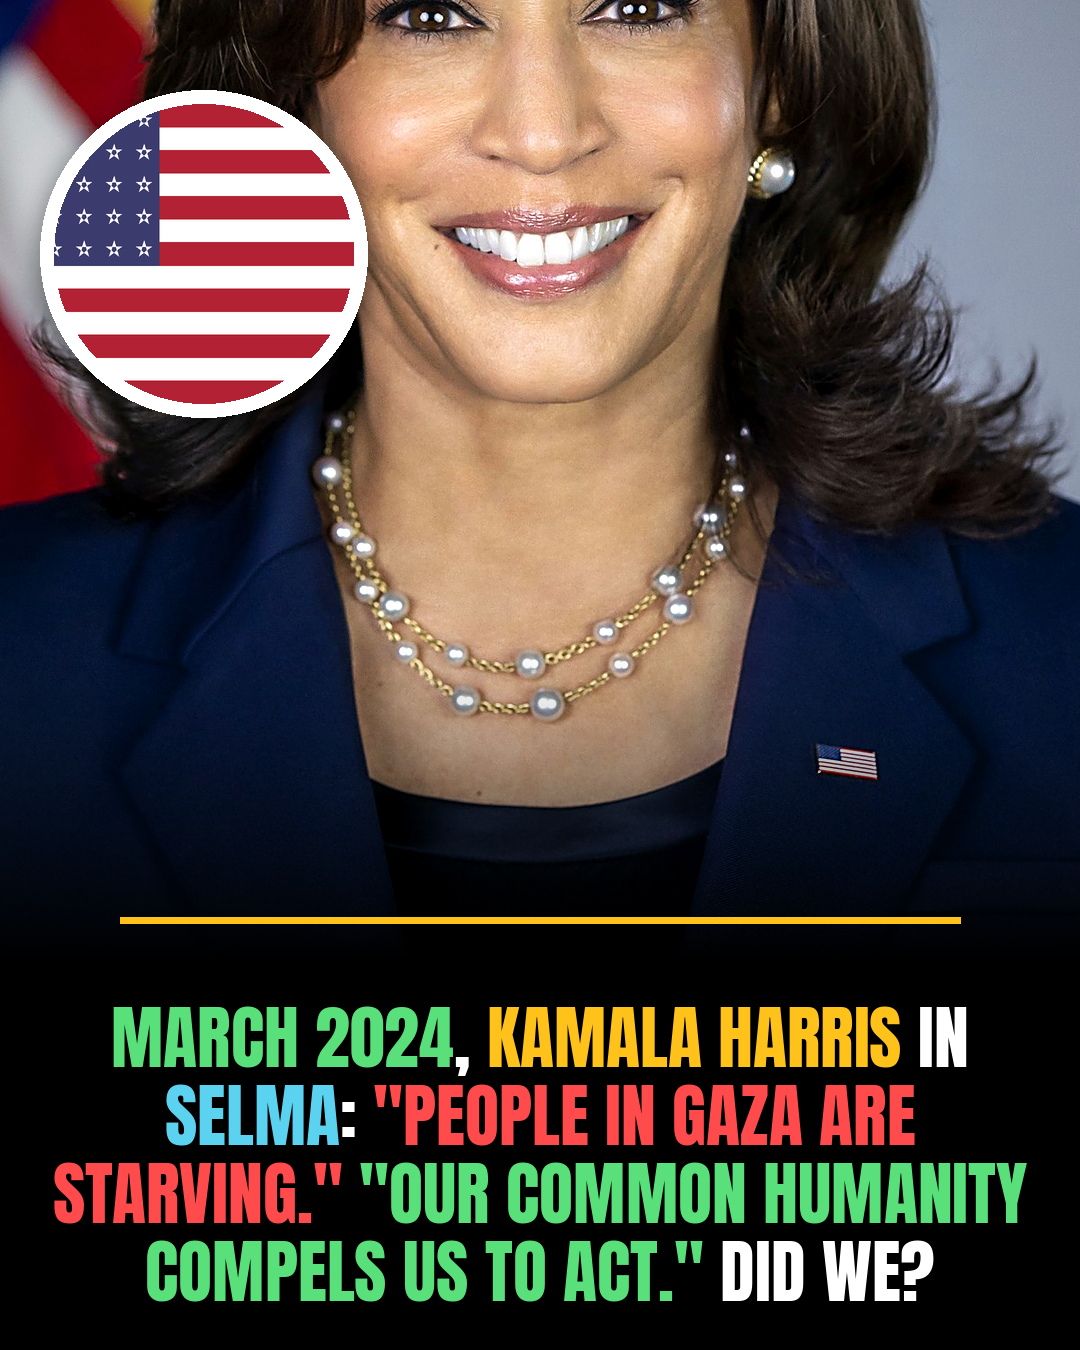 MARCH 2024, KAMALA HARRIS IN
SELMA: "PEOPLE IN GAZA ARE
STARVING." "OUR COMMON HUMANITY
COMPELS US TO ACT." DID WE?